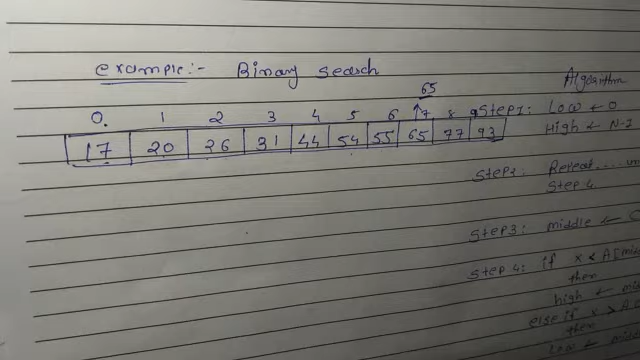 example:- Binary Search
65
0 1 2 3 4 5 6 ↑7 8 9
17 20 26 31 44 54 55 65 77 93
Algorithm
Step1: Low ← 0
High ← N-1
Step2: Repeat....
Step 4
Step3: middle ←
Step 4: if x < A[
then
high ←
else if x > A
then
low ←